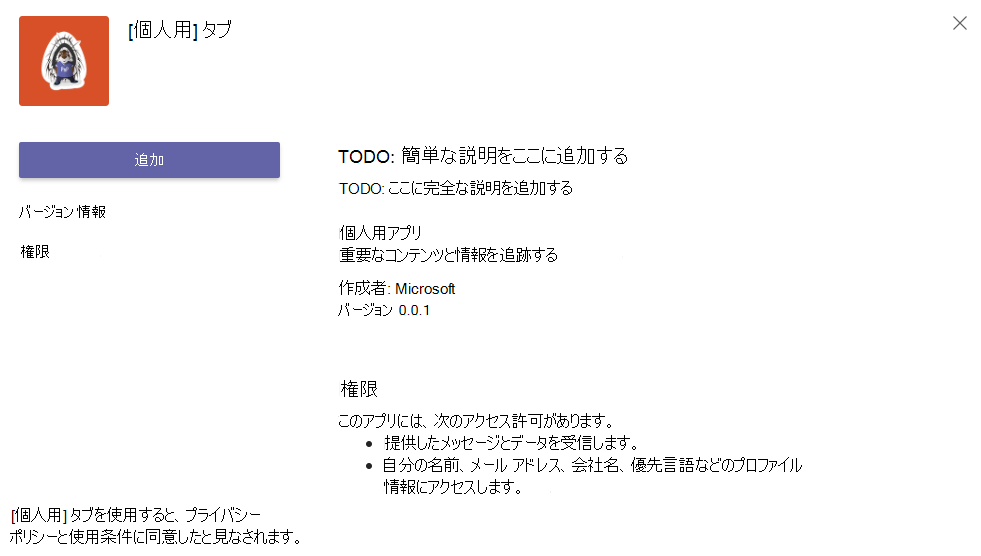 [個人用] タブ
追加
バージョン情報
権限
TODO: 簡単な説明をここに追加する
TODO: ここに完全な説明を追加する
個人用アプリ
重要なコンテンツと情報を追跡する
作成者: Microsoft
バージョン 0.0.1
権限
このアプリには、次のアクセス許可があります。
• 提供したメッセージとデータを受信します。
• 自分の名前、メール アドレス、会社名、優先言語などのプロファイル
情報にアクセスします。
[個人用] タブを使用すると、プライバシー
ポリシーと使用条件に同意したと見なされます。